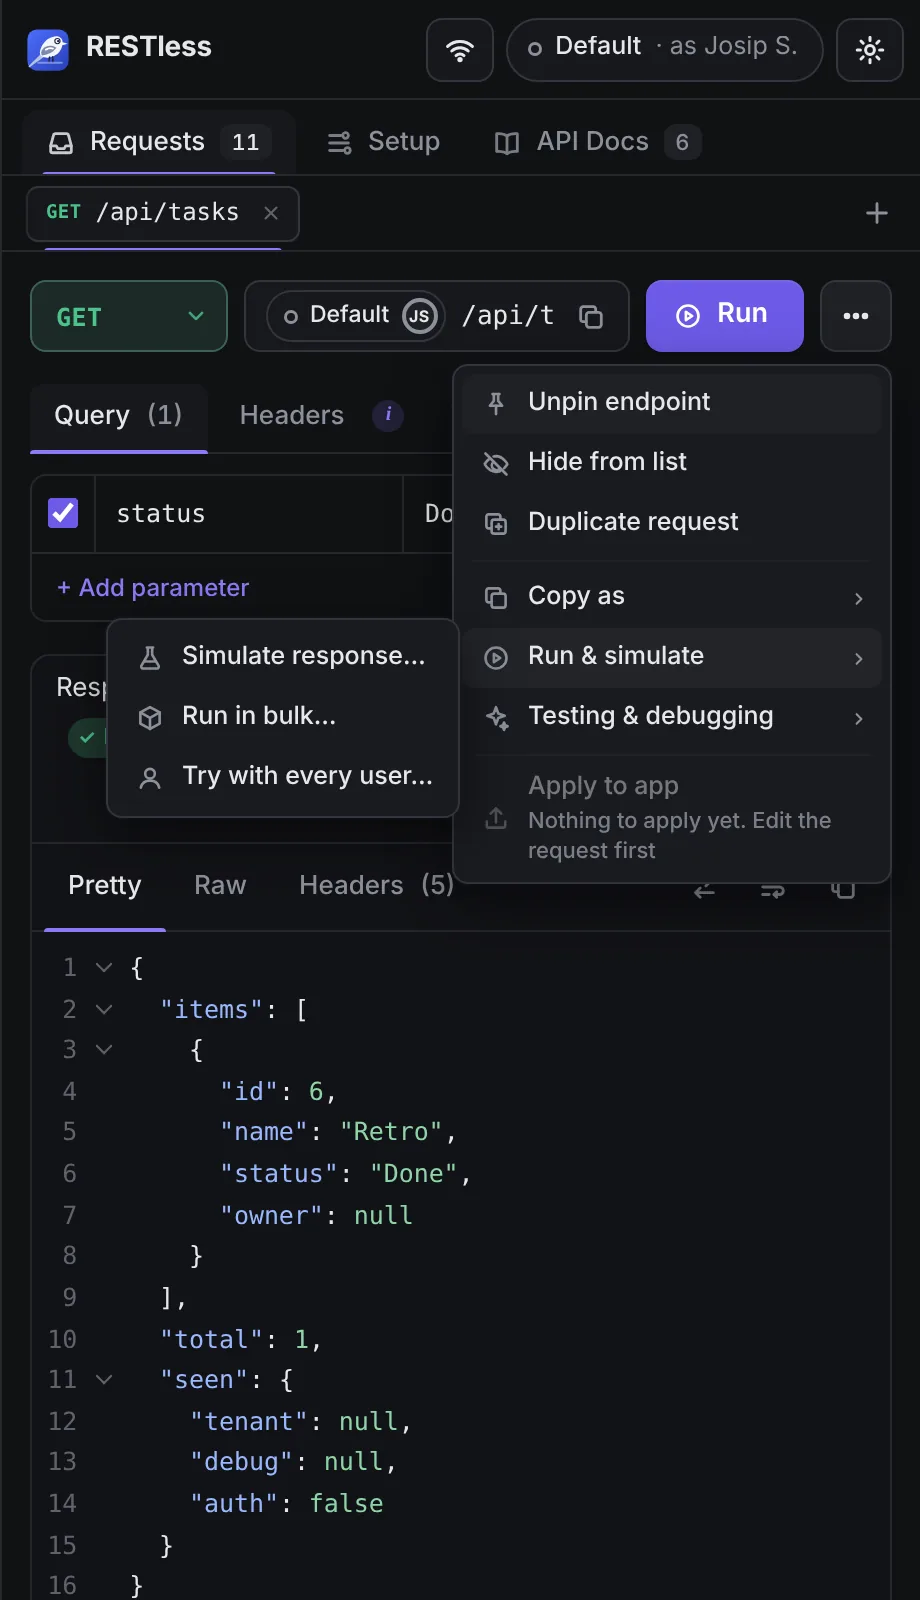 RESTless
Default · as Josip S.
Requests 11 Setup API Docs 6
GET /api/tasks ×
GET Default JS /api/t Run
Query (1) Headers i
status
+ Add parameter
Unpin endpoint
Hide from list
Duplicate request
Copy as
Run & simulate
Testing & debugging
Apply to app
Nothing to apply yet. Edit the
request first
Simulate response...
Run in bulk...
Try with every user...
Pretty Raw Headers (5)
1 {
2 "items": [
3 {
4 "id": 6,
5 "name": "Retro",
6 "status": "Done",
7 "owner": null
8 }
9 ],
10 "total": 1,
11 "seen": {
12 "tenant": null,
13 "debug": null,
14 "auth": false
15 }
16 }